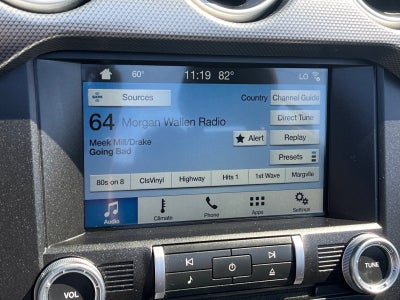 60° 11:19 82° LO
Sources Country Channel Guide
64 Morgan Wallen Radio Direct Tune
Meek Mill/Drake Alert Replay
Going Bad
Presets
80s on 8 ClsVinyl Highway Hits 1 1st Wave Margvlle
Audio Climate Phone Apps Settings
VOL TUNE